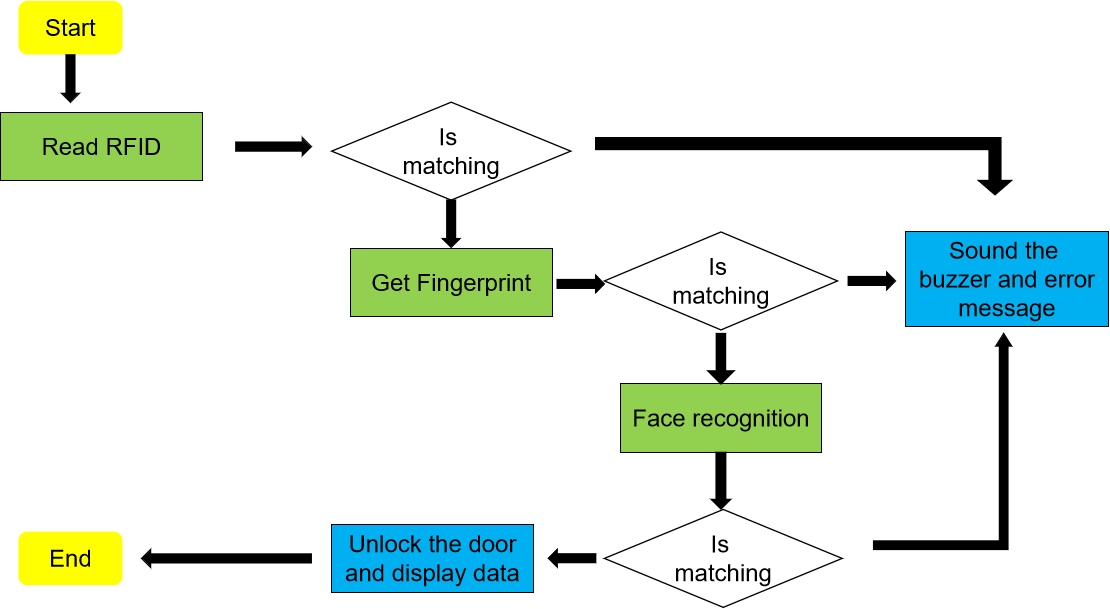 Start
Read RFID
Is
matching
Get Fingerprint
Is
matching
Sound the
buzzer and error
message
Face recognition
Is
matching
Unlock the door
and display data
End